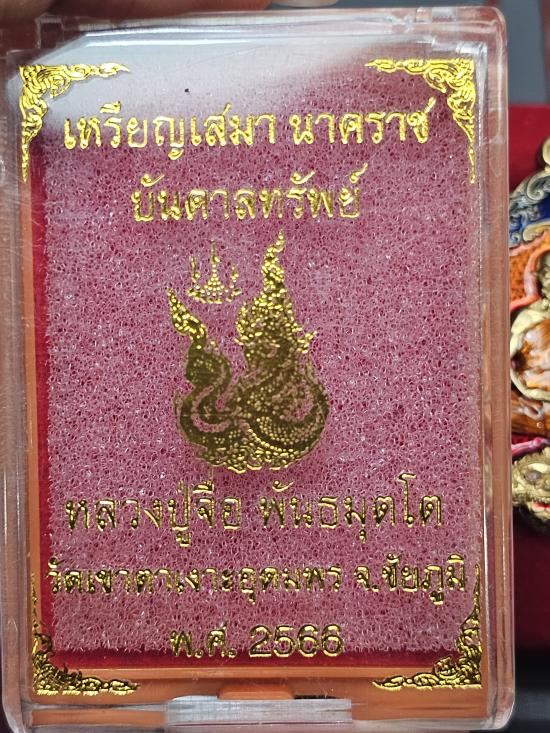 เหรียญเสมา นาคราช
บันดาลทรัพย์
หลวงปู่จื่อ พันธมุตโต
วัดเขาตาเงาะอุดมพร จ.ชัยภูมิ
พ.ศ. 2566